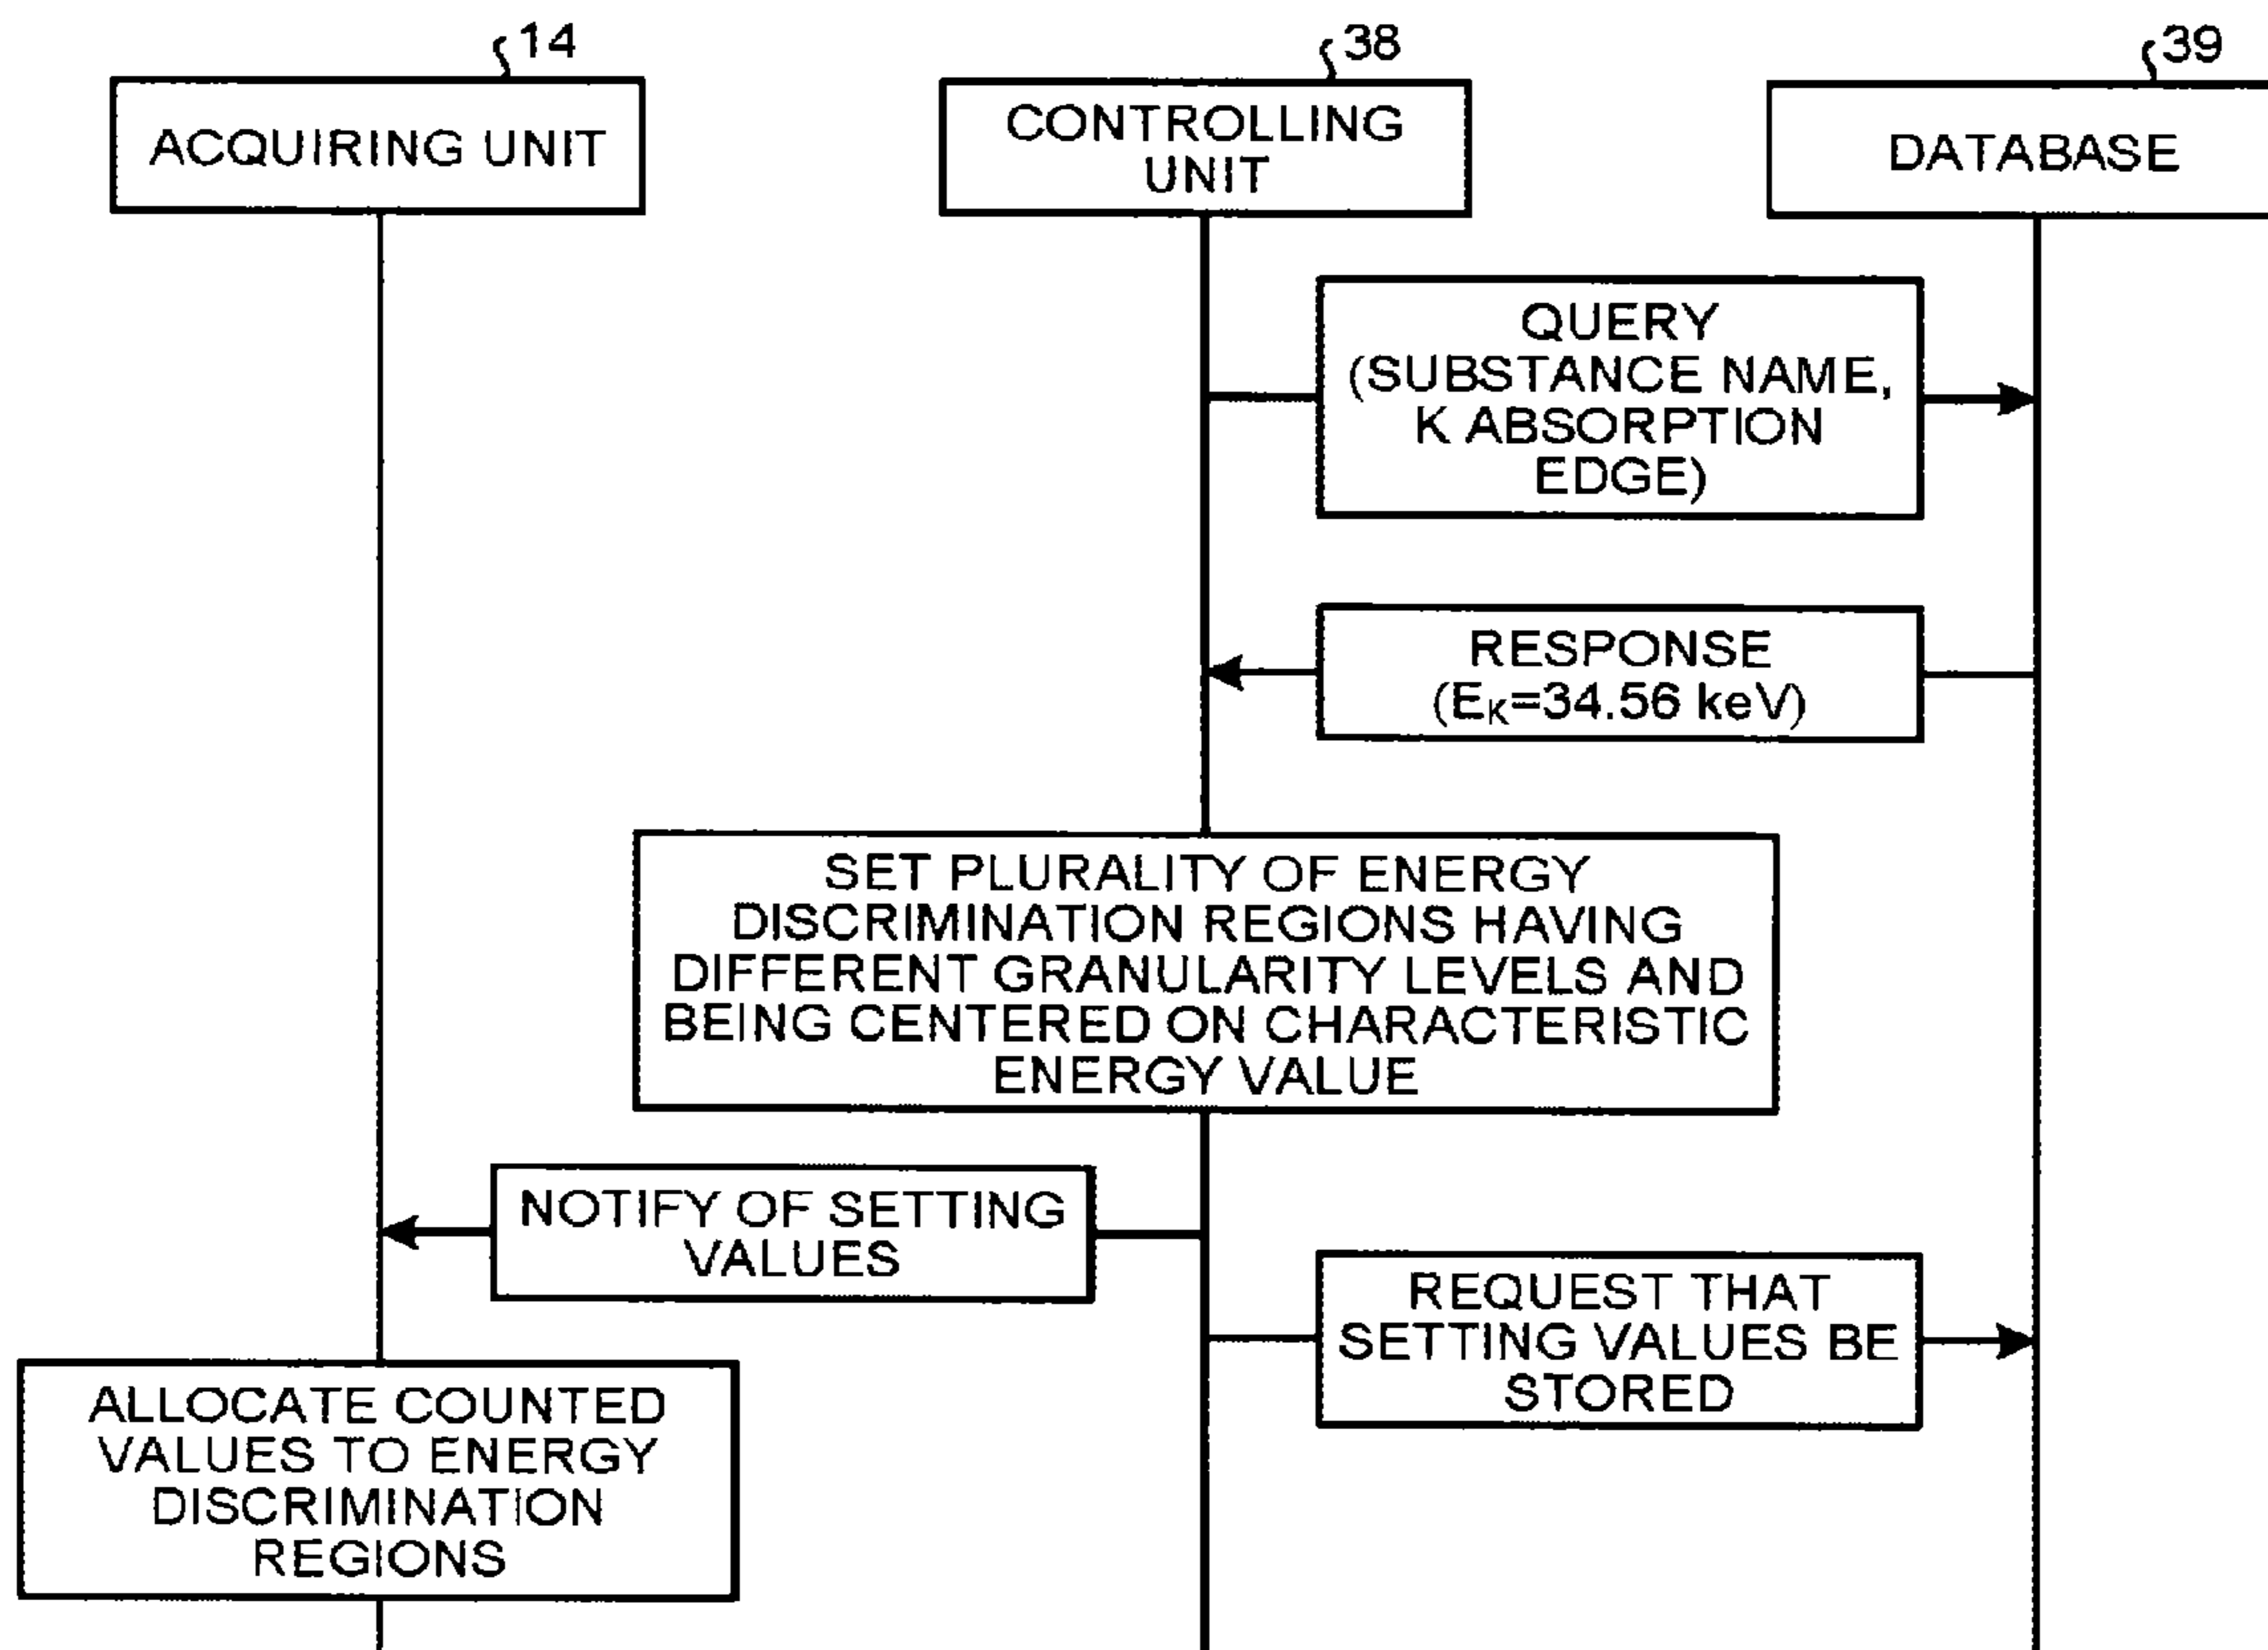 14
38
39
ACQUIRING UNIT
CONTROLLING
UNIT
DATABASE
QUERY
(SUBSTANCE NAME,
K ABSORPTION
EDGE)
RESPONSE
(EK=34.56 keV)
SET PLURALITY OF ENERGY
DISCRIMINATION REGIONS HAVING
DIFFERENT GRANULARITY LEVELS AND
BEING CENTERED ON CHARACTERISTIC
ENERGY VALUE
NOTIFY OF SETTING
VALUES
REQUEST THAT
SETTING VALUES BE
STORED
ALLOCATE COUNTED
VALUES TO ENERGY
DISCRIMINATION
REGIONS